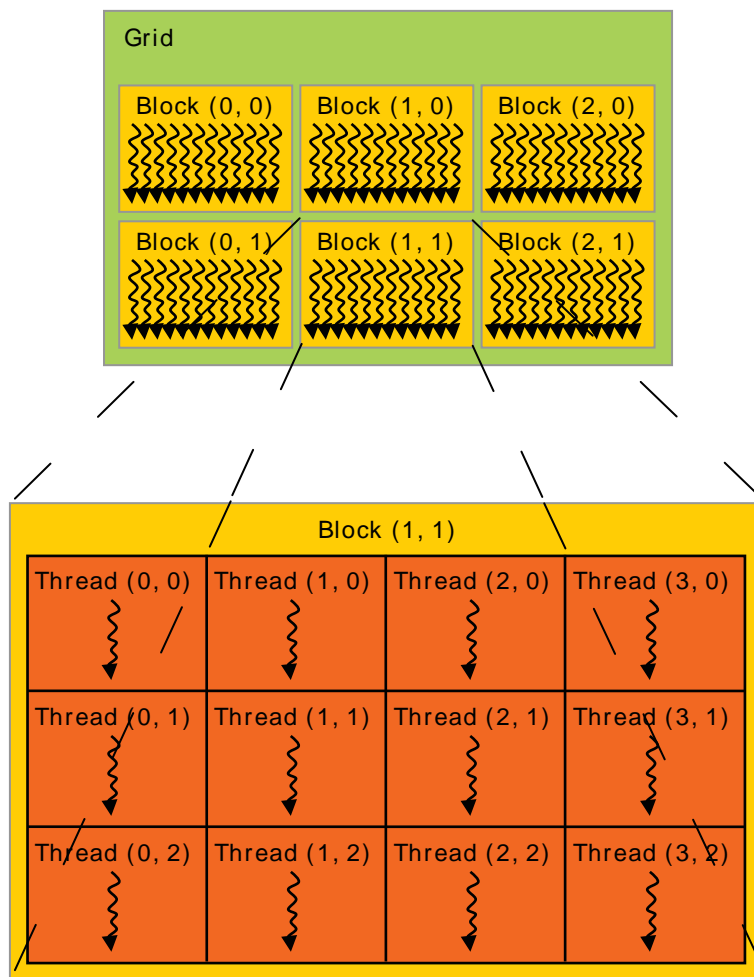 Grid
Block (0, 0) Block (1, 0) Block (2, 0)
Block (0, 1) Block (1, 1) Block (2, 1)
Block (1, 1)
Thread (0, 0) Thread (1, 0) Thread (2, 0) Thread (3, 0)
Thread (0, 1) Thread (1, 1) Thread (2, 1) Thread (3, 1)
Thread (0, 2) Thread (1, 2) Thread (2, 2) Thread (3, 2)